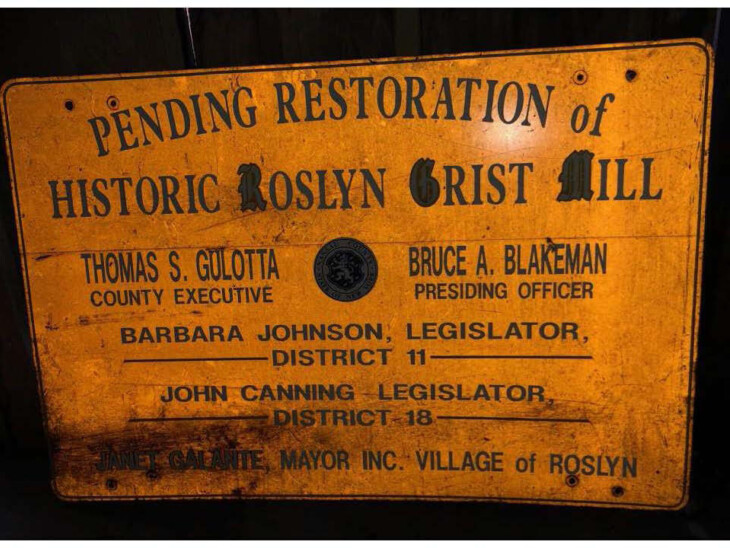 PENDING RESTORATION of
HISTORIC ROSLYN GRIST MILL
THOMAS S. GULOTTA
COUNTY EXECUTIVE
BRUCE A. BLAKEMAN
PRESIDING OFFICER
BARBARA JOHNSON, LEGISLATOR,
DISTRICT 11
JOHN CANNING LEGISLATOR,
DISTRICT 18
JANET GALANTE, MAYOR INC. VILLAGE of ROSLYN